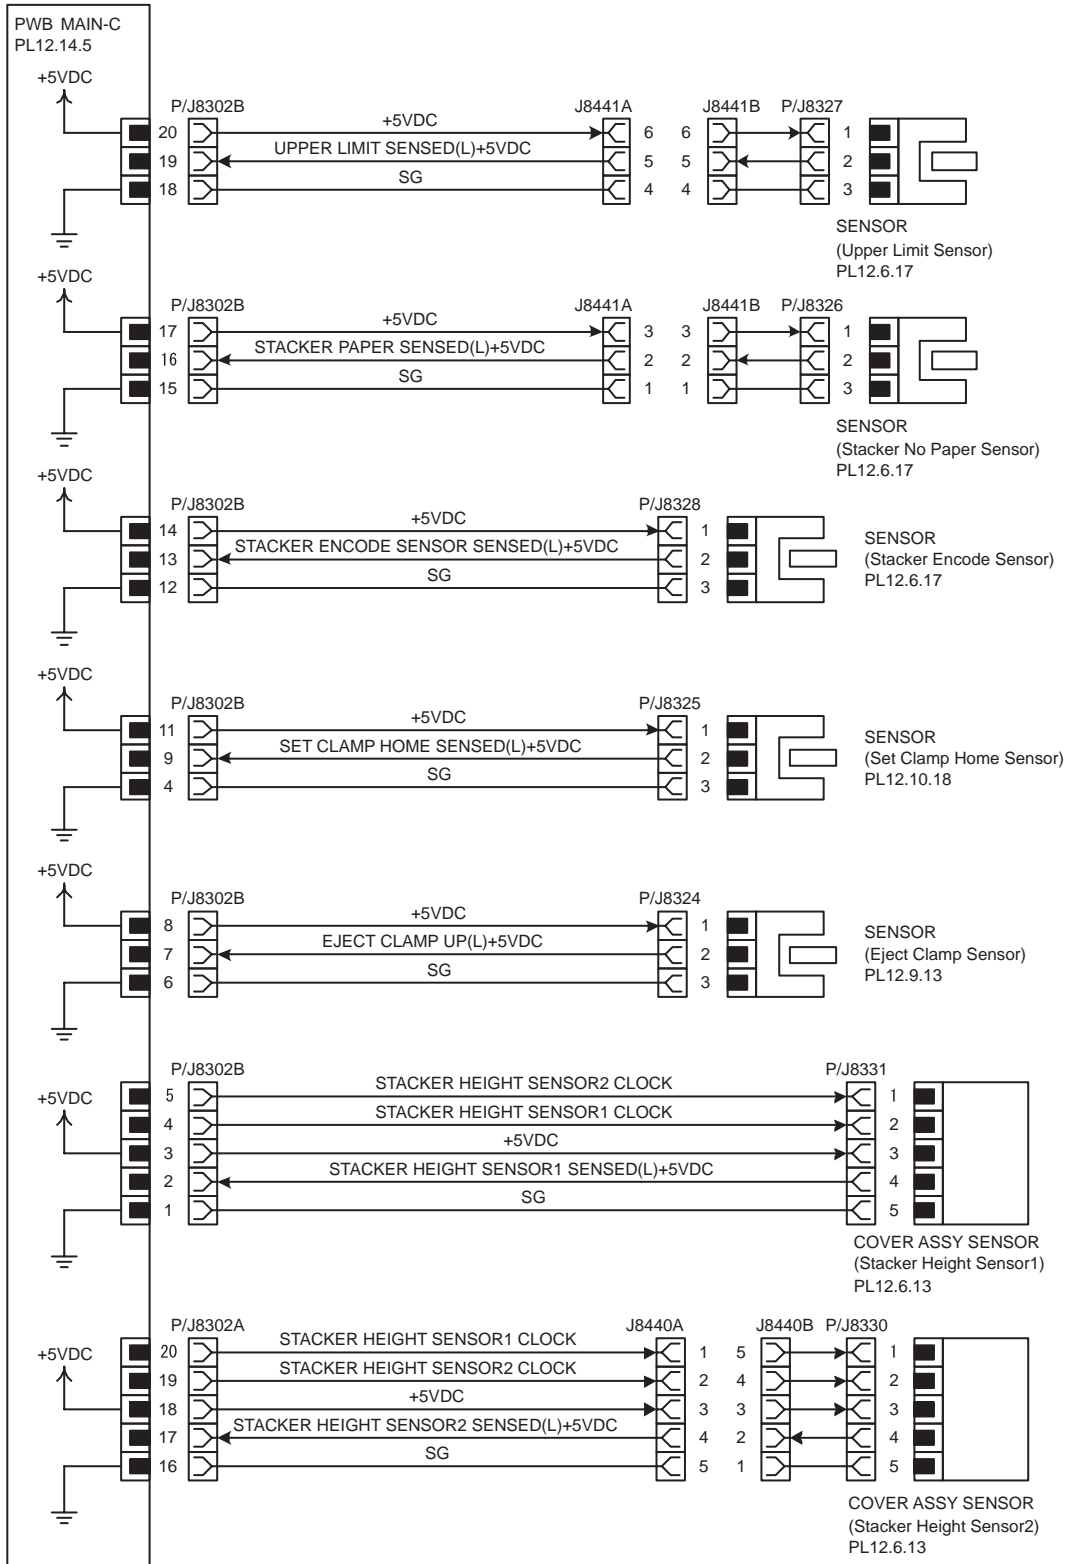 PWB MAIN-C
PL12.14.5
+5VDC
P/J8302B J8441A J8441B P/J8327
20 +5VDC 6 6 1
19 UPPER LIMIT SENSED(L)+5VDC 5 5 2
18 SG 4 4 3
SENSOR
(Upper Limit Sensor)
PL12.6.17
+5VDC
P/J8302B J8441A J8441B P/J8326
17 +5VDC 3 3 1
16 STACKER PAPER SENSED(L)+5VDC 2 2 2
15 SG 1 1 3
SENSOR
(Stacker No Paper Sensor)
PL12.6.17
+5VDC
P/J8302B P/J8328
14 +5VDC 1
13 STACKER ENCODE SENSOR SENSED(L)+5VDC 2
12 SG 3
SENSOR
(Stacker Encode Sensor)
PL12.6.17
+5VDC
P/J8302B P/J8325
11 +5VDC 1
9 SET CLAMP HOME SENSED(L)+5VDC 2
4 SG 3
SENSOR
(Set Clamp Home Sensor)
PL12.10.18
+5VDC
P/J8302B P/J8324
8 +5VDC 1
7 EJECT CLAMP UP(L)+5VDC 2
6 SG 3
SENSOR
(Eject Clamp Sensor)
PL12.9.13
P/J8302B P/J8331
+5VDC
5 STACKER HEIGHT SENSOR2 CLOCK 1
4 STACKER HEIGHT SENSOR1 CLOCK 2
3 +5VDC 3
2 STACKER HEIGHT SENSOR1 SENSED(L)+5VDC 4
1 SG 5
COVER ASSY SENSOR
(Stacker Height Sensor1)
PL12.6.13
P/J8302A J8440A J8440B P/J8330
+5VDC
20 STACKER HEIGHT SENSOR1 CLOCK 1 5 1
19 STACKER HEIGHT SENSOR2 CLOCK 2 4 2
18 +5VDC 3 3 3
17 STACKER HEIGHT SENSOR2 SENSED(L)+5VDC 4 2 4
16 SG 5 1 5
COVER ASSY SENSOR
(Stacker Height Sensor2)
PL12.6.13